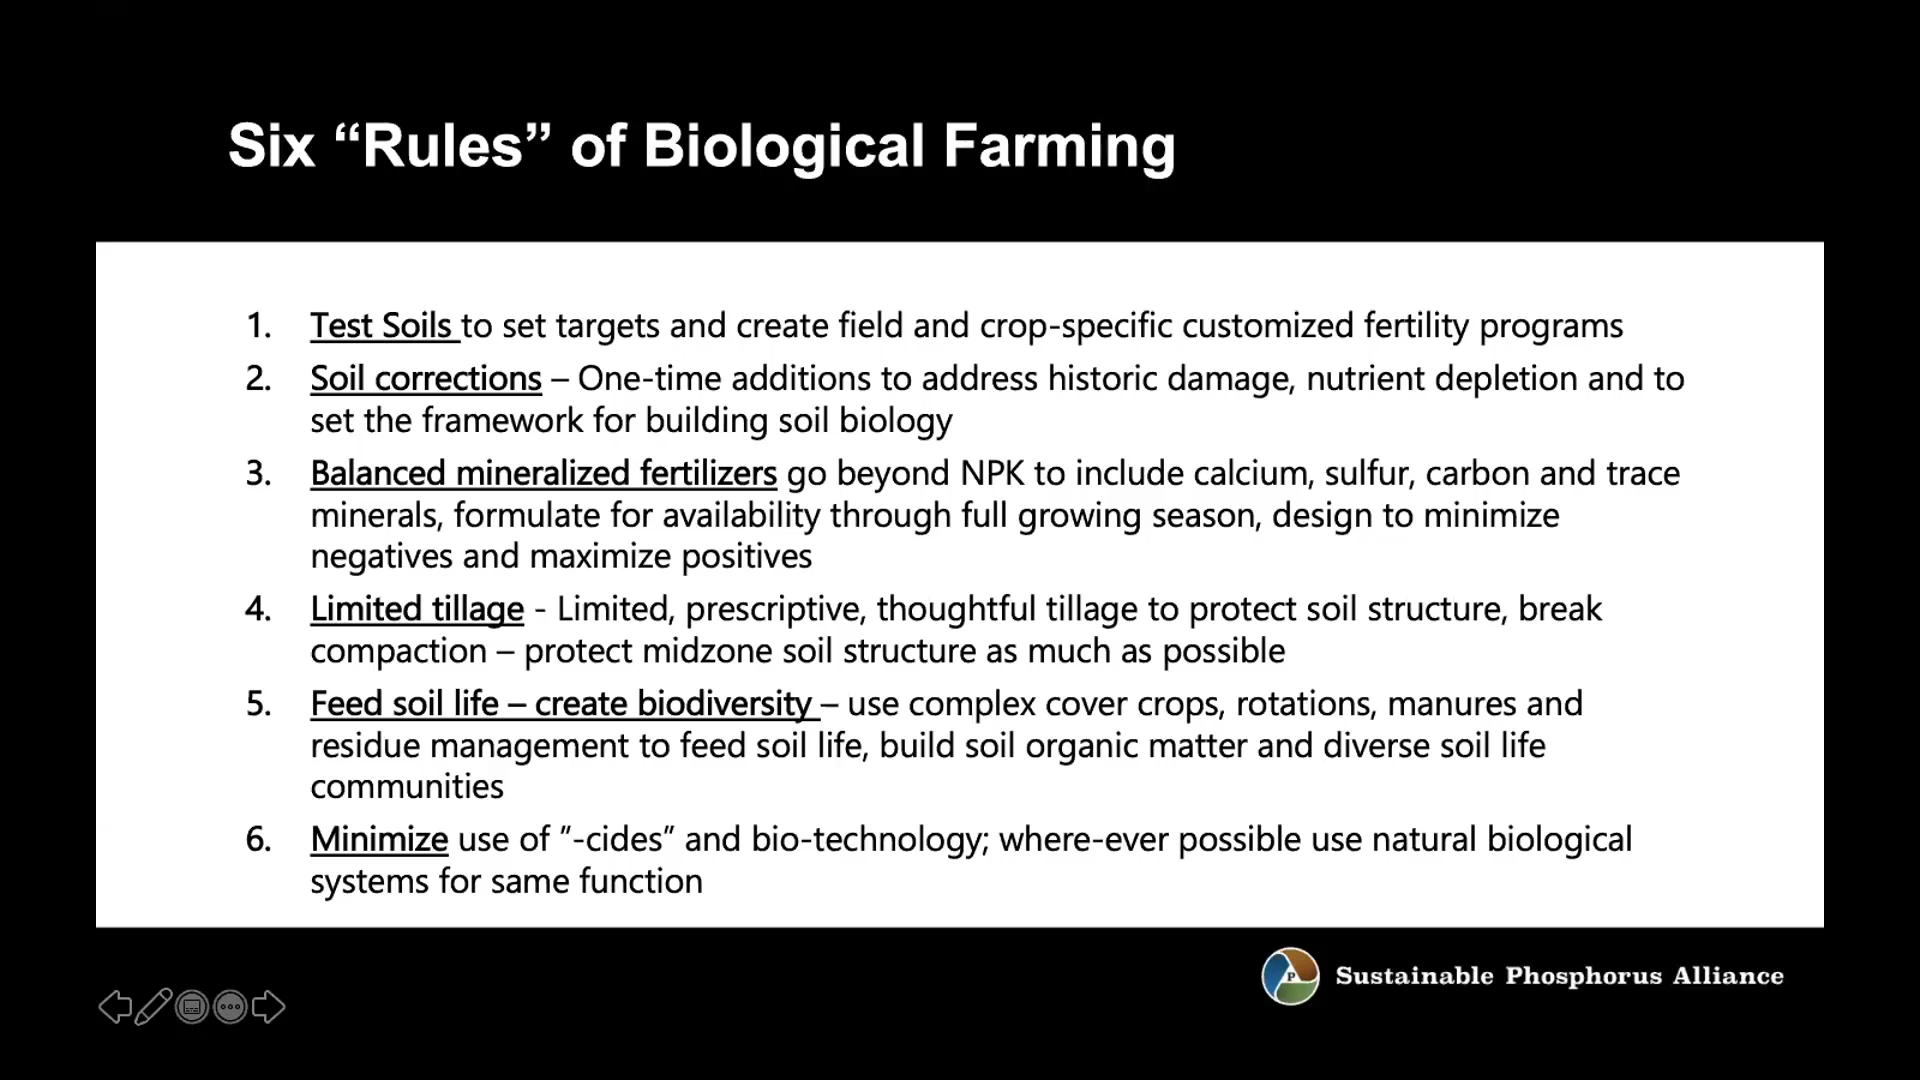 Six “Rules” of Biological Farming
1. Test Soils to set targets and create field and crop-specific customized fertility programs
2. Soil corrections – One-time additions to address historic damage, nutrient depletion and to
set the framework for building soil biology
3. Balanced mineralized fertilizers go beyond NPK to include calcium, sulfur, carbon and trace
minerals, formulate for availability through full growing season, design to minimize
negatives and maximize positives
4. Limited tillage - Limited, prescriptive, thoughtful tillage to protect soil structure, break
compaction – protect midzone soil structure as much as possible
5. Feed soil life – create biodiversity – use complex cover crops, rotations, manures and
residue management to feed soil life, build soil organic matter and diverse soil life
communities
6. Minimize use of ”-cides” and bio-technology; where-ever possible use natural biological
systems for same function
P
Sustainable Phosphorus Alliance